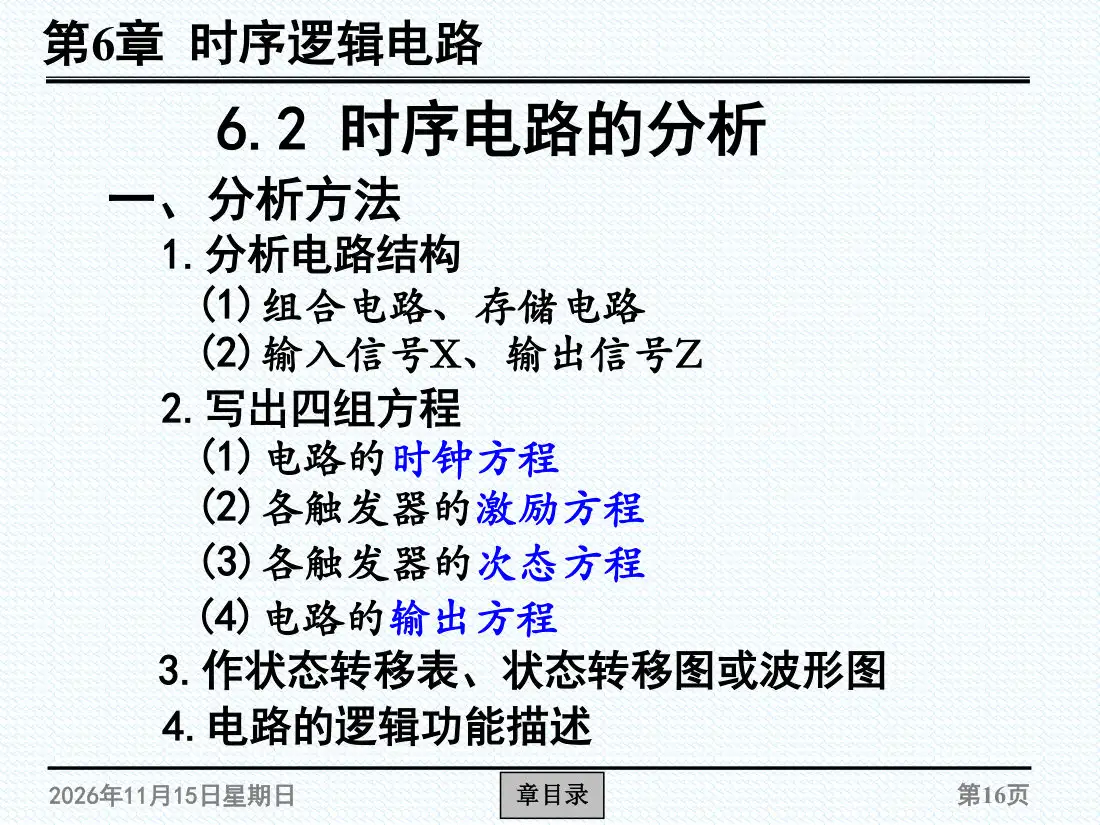 第6章 时序逻辑电路
6.2 时序电路的分析
一、分析方法
1.分析电路结构
(1)组合电路、存储电路
(2)输入信号X、输出信号Z
2.写出四组方程
(1)电路的时钟方程
(2)各触发器的激励方程
(3)各触发器的次态方程
(4)电路的输出方程
3.作状态转移表、状态转移图或波形图
4.电路的逻辑功能描述
2026年11月15日星期日 章目录 第16页